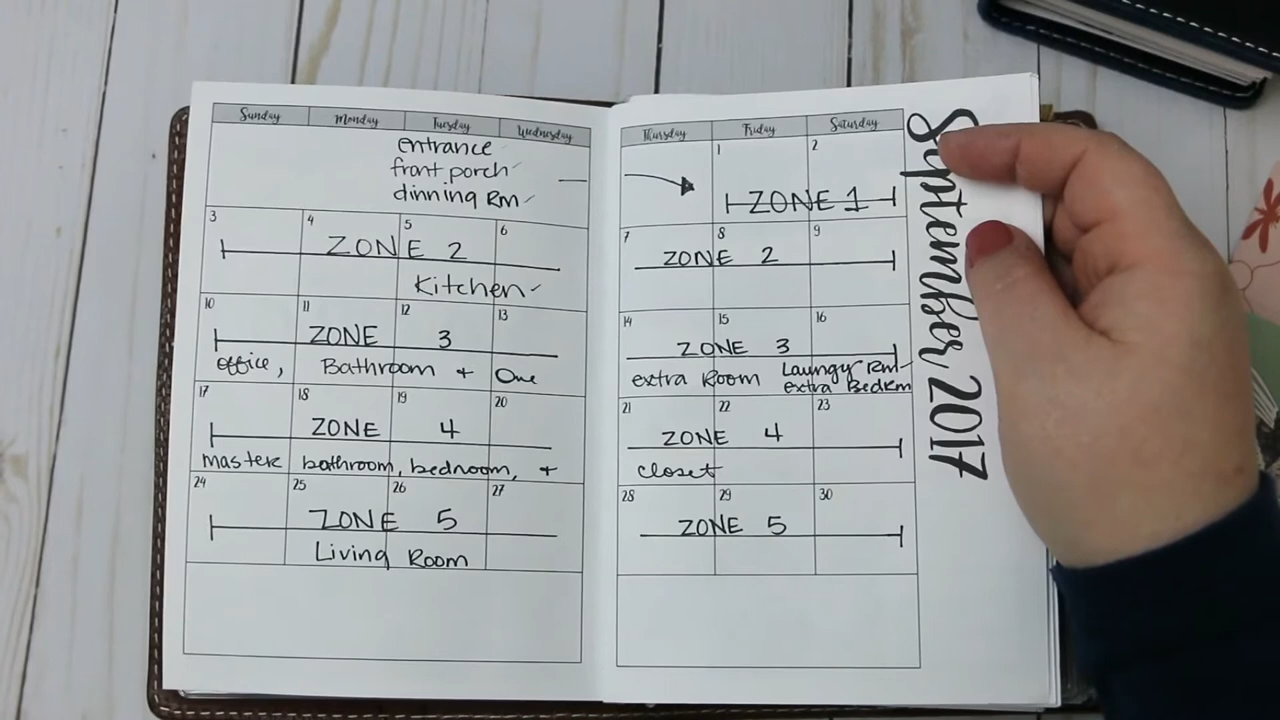 Sunday Monday Tuesday Wednesday Thursday Friday Saturday
September, 2017
entrance
front porch
dinning Rm
1 2
ZONE 1
3 4 5 6 7 8 9
ZONE 2 ZONE 2
Kitchen
10 11 12 13 14 15 16
ZONE 3 ZONE 3
office, Bathroom + One extra Room Laungy Rm
extra BedRm
17 18 19 20 21 22 23
ZONE 4 ZONE 4
master bathroom, bedroom, + closet
24 25 26 27 28 29 30
ZONE 5 ZONE 5
Living Room